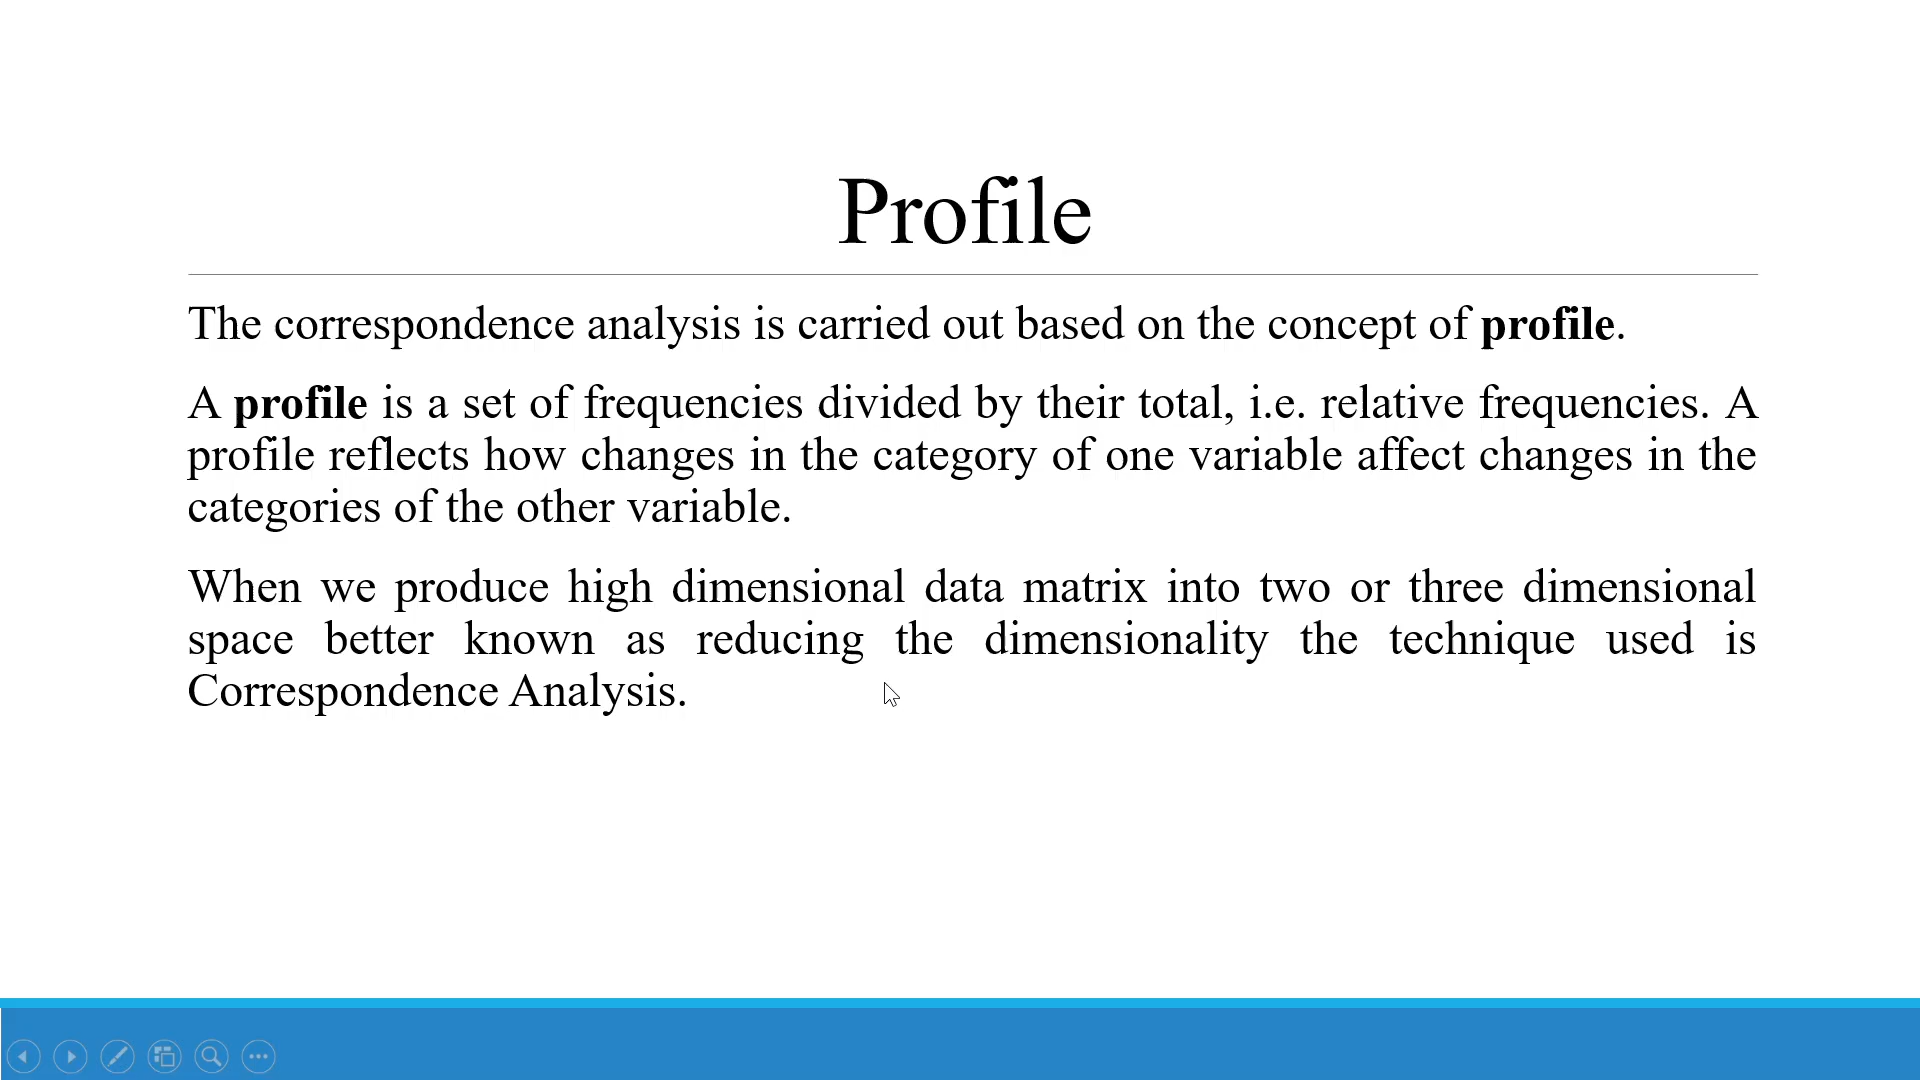 Profile
The correspondence analysis is carried out based on the concept of profile.
A profile is a set of frequencies divided by their total, i.e. relative frequencies. A
profile reflects how changes in the category of one variable affect changes in the
categories of the other variable.
When we produce high dimensional data matrix into two or three dimensional
space better known as reducing the dimensionality the technique used is
Correspondence Analysis.